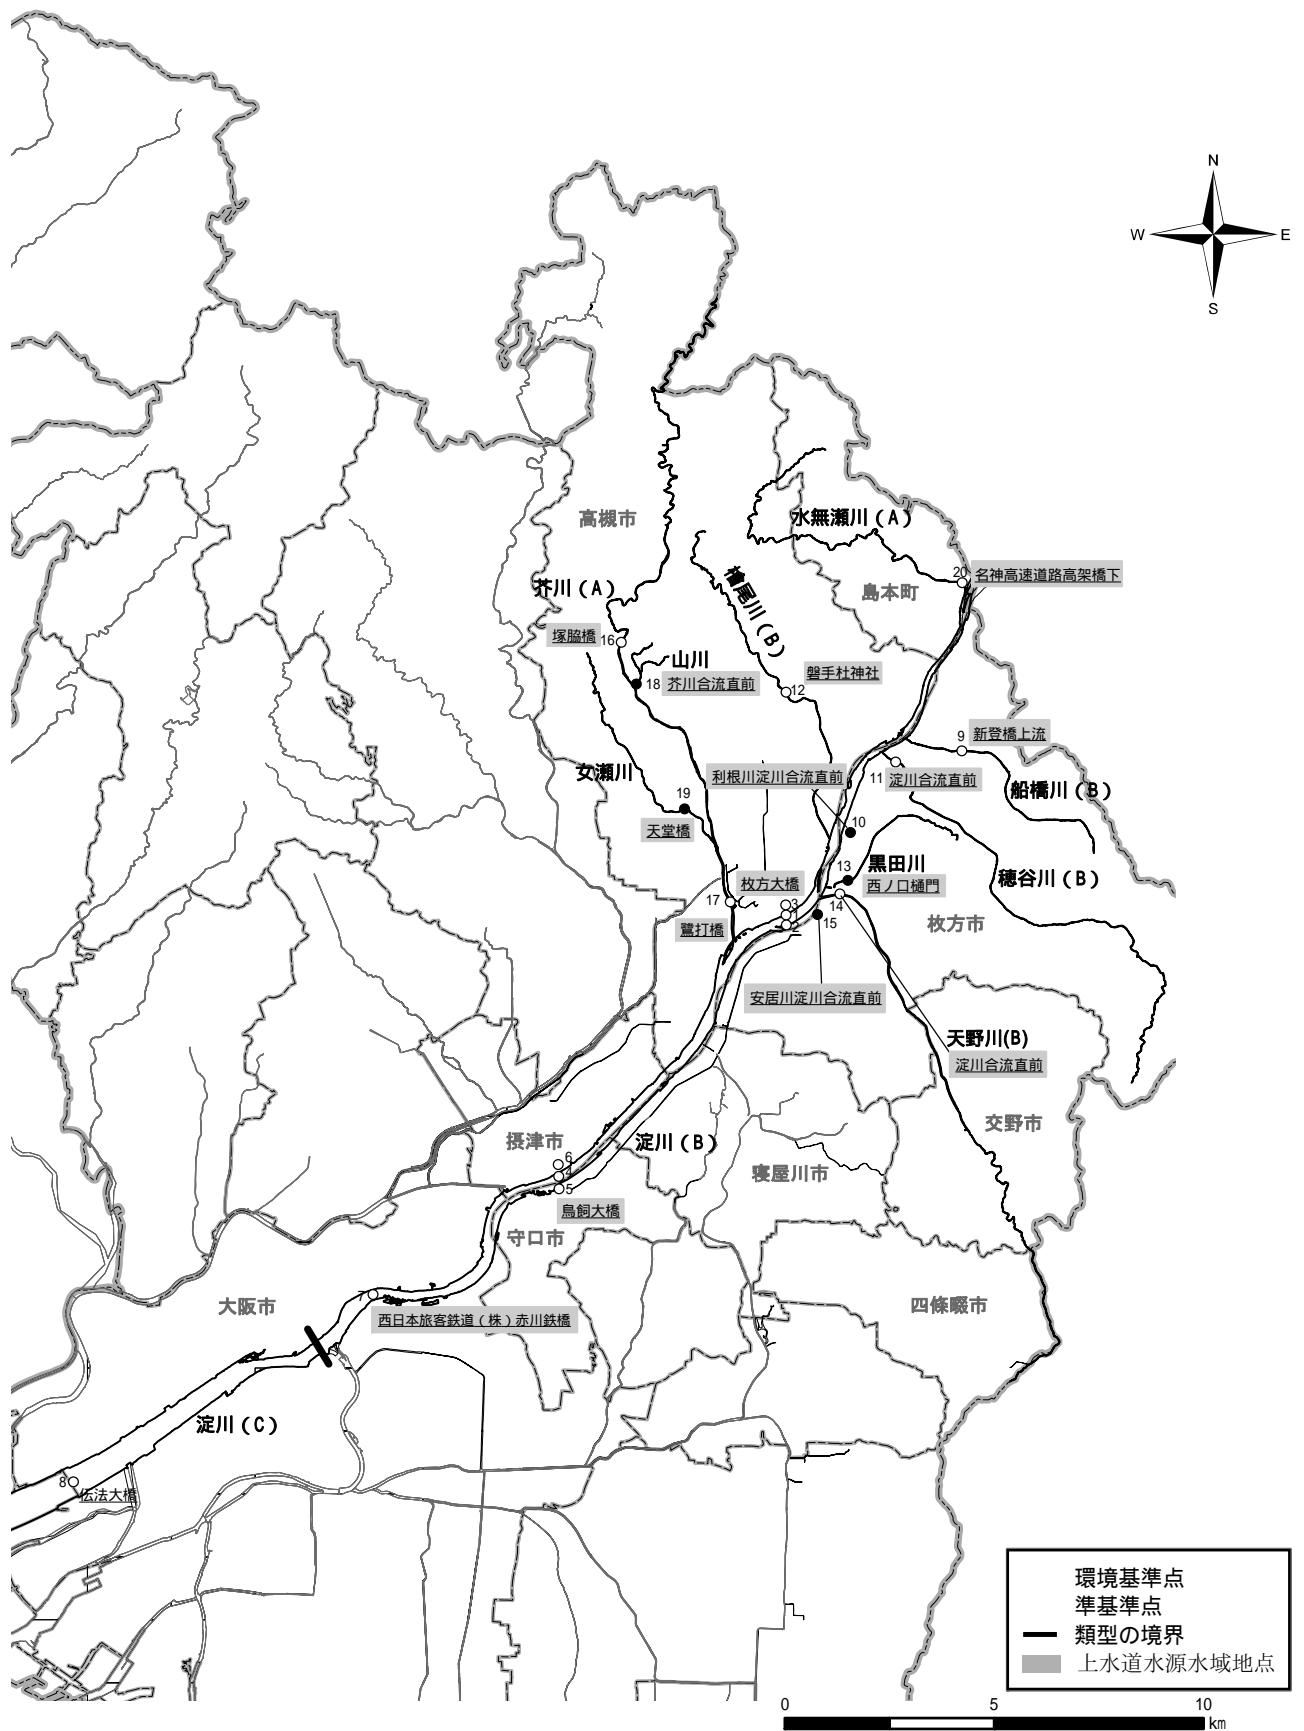 N
W
E
S
高槻市
水無瀬川（A）
20
名神高速道路高架橋下
檜尾川（B）
島本町
芥川（A）
塚脇橋
16
山川
18
芥川合流直前
磐手杜神社
12
9
新登橋上流
女瀬川
利根川淀川合流直前
11
淀川合流直前
船橋川（B）
19
天堂橋
10
黒田川
穂谷川（B）
13
枚方大橋
西ノ口樋門
17
3
1
2
14
15
枚方市
鷺打橋
安居川淀川合流直前
天野川(B)
淀川合流直前
交野市
摂津市
淀川（B）
6
4
5
寝屋川市
鳥飼大橋
守口市
7
大阪市
四條畷市
西日本旅客鉄道（株）赤川鉄橋
淀川（C）
8
伝法大橋
環境基準点
準基準点
類型の境界
上水道水源水域地点
0
5
10
km